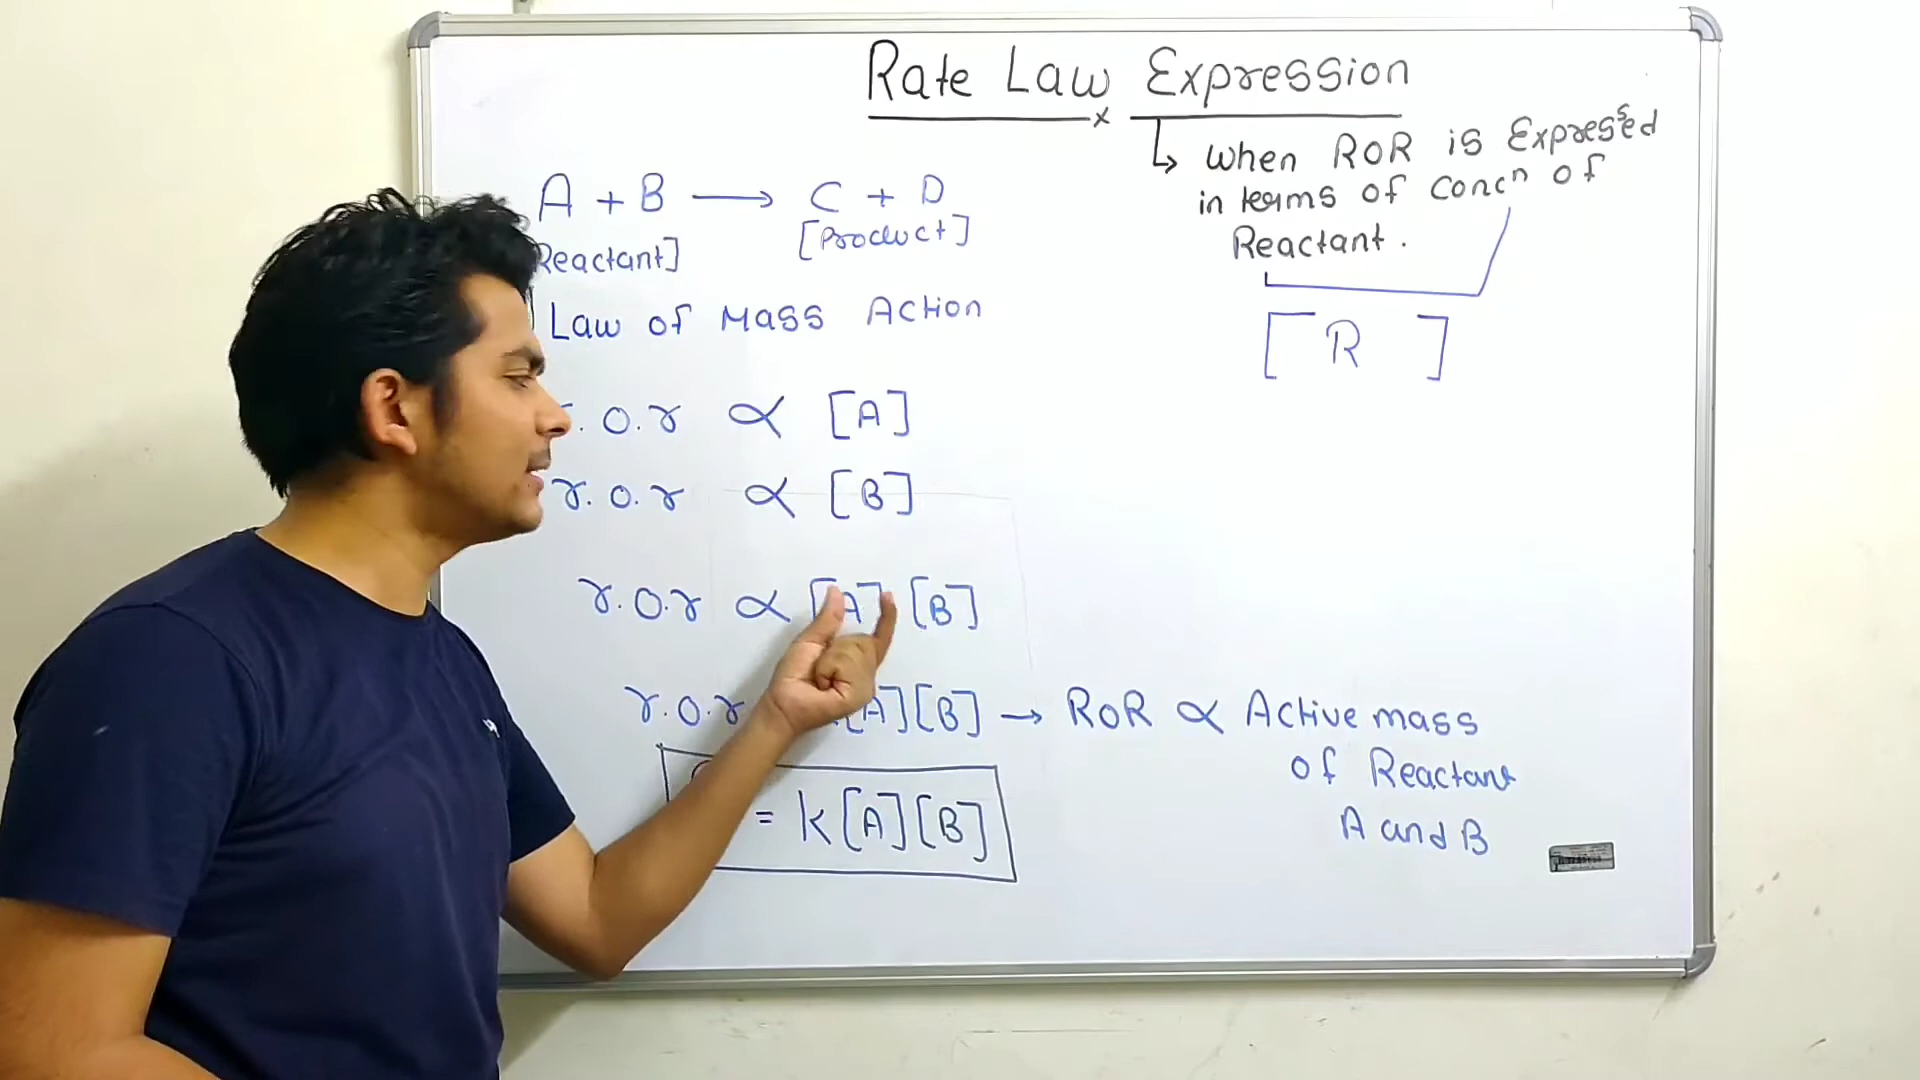 Rate Law Expression
↳ when ROR is Expressed
in terms of Concⁿ of
Reactant.
[ R ]
A + B ⟶ C + D
Reactant] [Product]
Law of Mass Action
r.o.r ∝ [A]
r.o.r ∝ [B]
r.o.r ∝ [A] [B]
r.o.r [A][B] → ROR ∝ Active mass
of Reactant
A and B
= k[A][B]